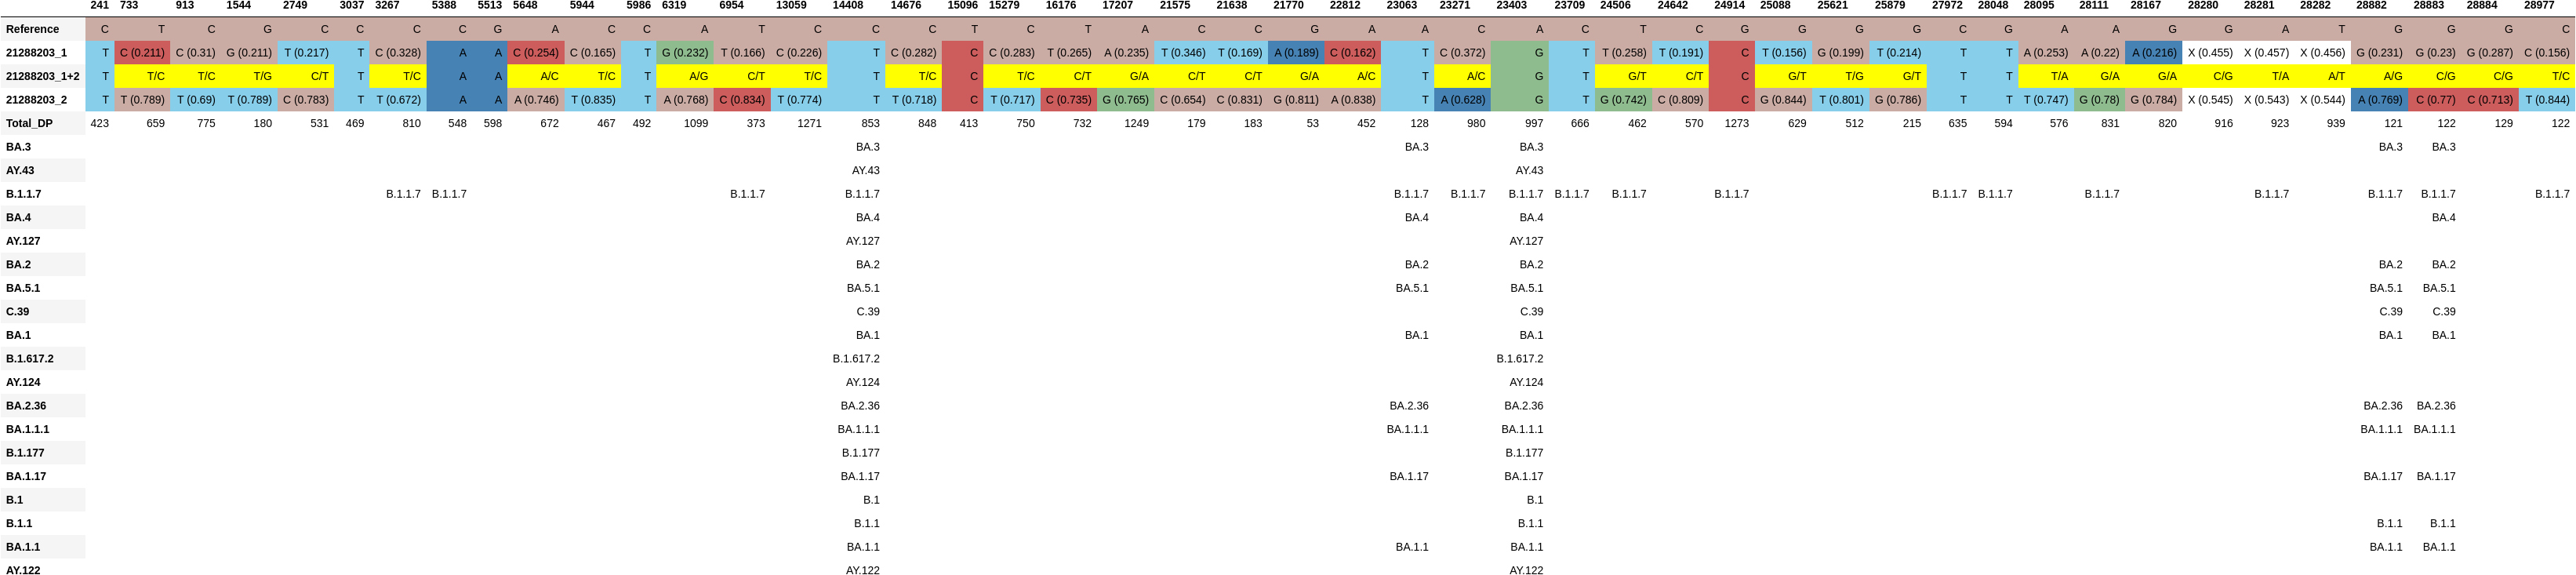 241 733 913 1544 2749 3037 3267 5388 5513 5648 5944 5986 6319 6954 13059 14408 14676 15096 15279 16176 17207 21575 21638 21770 22812 23063 23271 23403 23709 24506 24642 24914 25088 25621 25879 27972 28048 28095 28111 28167 28280 28281 28282 28882 28883 28884 28977
Reference C T C G C C C C G A C C A T C C C T C T A C C G A A C A C T C G G G G C G A A G G A T G G G C
21288203_1 T C (0.211) C (0.31) G (0.211) T (0.217) T C (0.328) A A C (0.254) C (0.165) T G (0.232) T (0.166) C (0.226) T C (0.282) C C (0.283) T (0.265) A (0.235) T (0.346) T (0.169) A (0.189) C (0.162) T C (0.372) G T T (0.258) T (0.191) C T (0.156) G (0.199) T (0.214) T T A (0.253) A (0.22) A (0.216) X (0.455) X (0.457) X (0.456) G (0.231) G (0.23) G (0.287) C (0.156)
21288203_1+2 T T/C T/C T/G C/T T T/C A A A/C T/C T A/G C/T T/C T T/C C T/C C/T G/A C/T C/T G/A A/C T A/C G T G/T C/T C G/T T/G G/T T T T/A G/A G/A C/G T/A A/T A/G C/G C/G T/C
21288203_2 T T (0.789) T (0.69) T (0.789) C (0.783) T T (0.672) A A A (0.746) T (0.835) T A (0.768) C (0.834) T (0.774) T T (0.718) C T (0.717) C (0.735) G (0.765) C (0.654) C (0.831) G (0.811) A (0.838) T A (0.628) G T G (0.742) C (0.809) C G (0.844) T (0.801) G (0.786) T T T (0.747) G (0.78) G (0.784) X (0.545) X (0.543) X (0.544) A (0.769) C (0.77) C (0.713) T (0.844)
Total_DP 423 659 775 180 531 469 810 548 598 672 467 492 1099 373 1271 853 848 413 750 732 1249 179 183 53 452 128 980 997 666 462 570 1273 629 512 215 635 594 576 831 820 916 923 939 121 122 129 122
BA.3 BA.3 BA.3 BA.3 BA.3 BA.3
AY.43 AY.43 AY.43
B.1.1.7 B.1.1.7 B.1.1.7 B.1.1.7 B.1.1.7 B.1.1.7 B.1.1.7 B.1.1.7 B.1.1.7 B.1.1.7 B.1.1.7 B.1.1.7 B.1.1.7 B.1.1.7 B.1.1.7 B.1.1.7 B.1.1.7 B.1.1.7
BA.4 BA.4 BA.4 BA.4 BA.4
AY.127 AY.127 AY.127
BA.2 BA.2 BA.2 BA.2 BA.2 BA.2
BA.5.1 BA.5.1 BA.5.1 BA.5.1 BA.5.1 BA.5.1
C.39 C.39 C.39 C.39 C.39
BA.1 BA.1 BA.1 BA.1 BA.1 BA.1
B.1.617.2 B.1.617.2 B.1.617.2
AY.124 AY.124 AY.124
BA.2.36 BA.2.36 BA.2.36 BA.2.36 BA.2.36 BA.2.36
BA.1.1.1 BA.1.1.1 BA.1.1.1 BA.1.1.1 BA.1.1.1 BA.1.1.1
B.1.177 B.1.177 B.1.177
BA.1.17 BA.1.17 BA.1.17 BA.1.17 BA.1.17 BA.1.17
B.1 B.1 B.1
B.1.1 B.1.1 B.1.1 B.1.1 B.1.1
BA.1.1 BA.1.1 BA.1.1 BA.1.1 BA.1.1 BA.1.1
AY.122 AY.122 AY.122